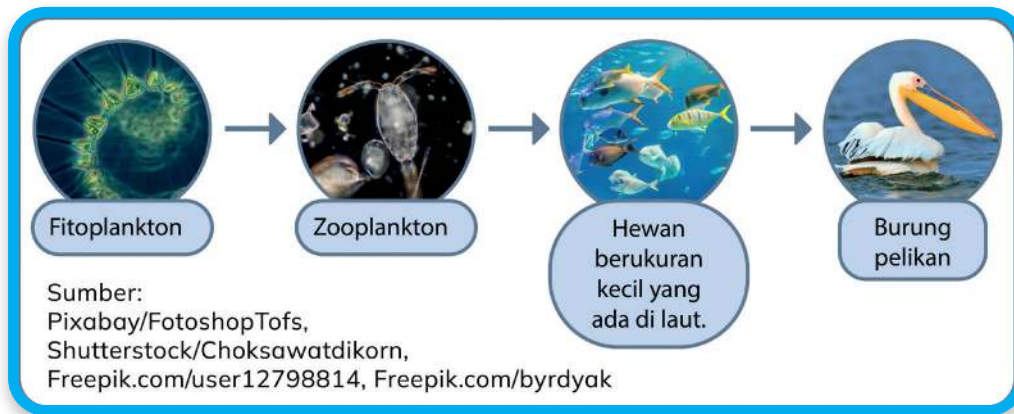 Fitoplankton
Zooplankton
Hewan
berukuran
kecil yang
ada di laut.
Burung
pelikan
Sumber:
Pixabay/FotoshopTofs,
Shutterstock/Choksawatdikorn,
Freepik.com/user12798814, Freepik.com/byrdyak